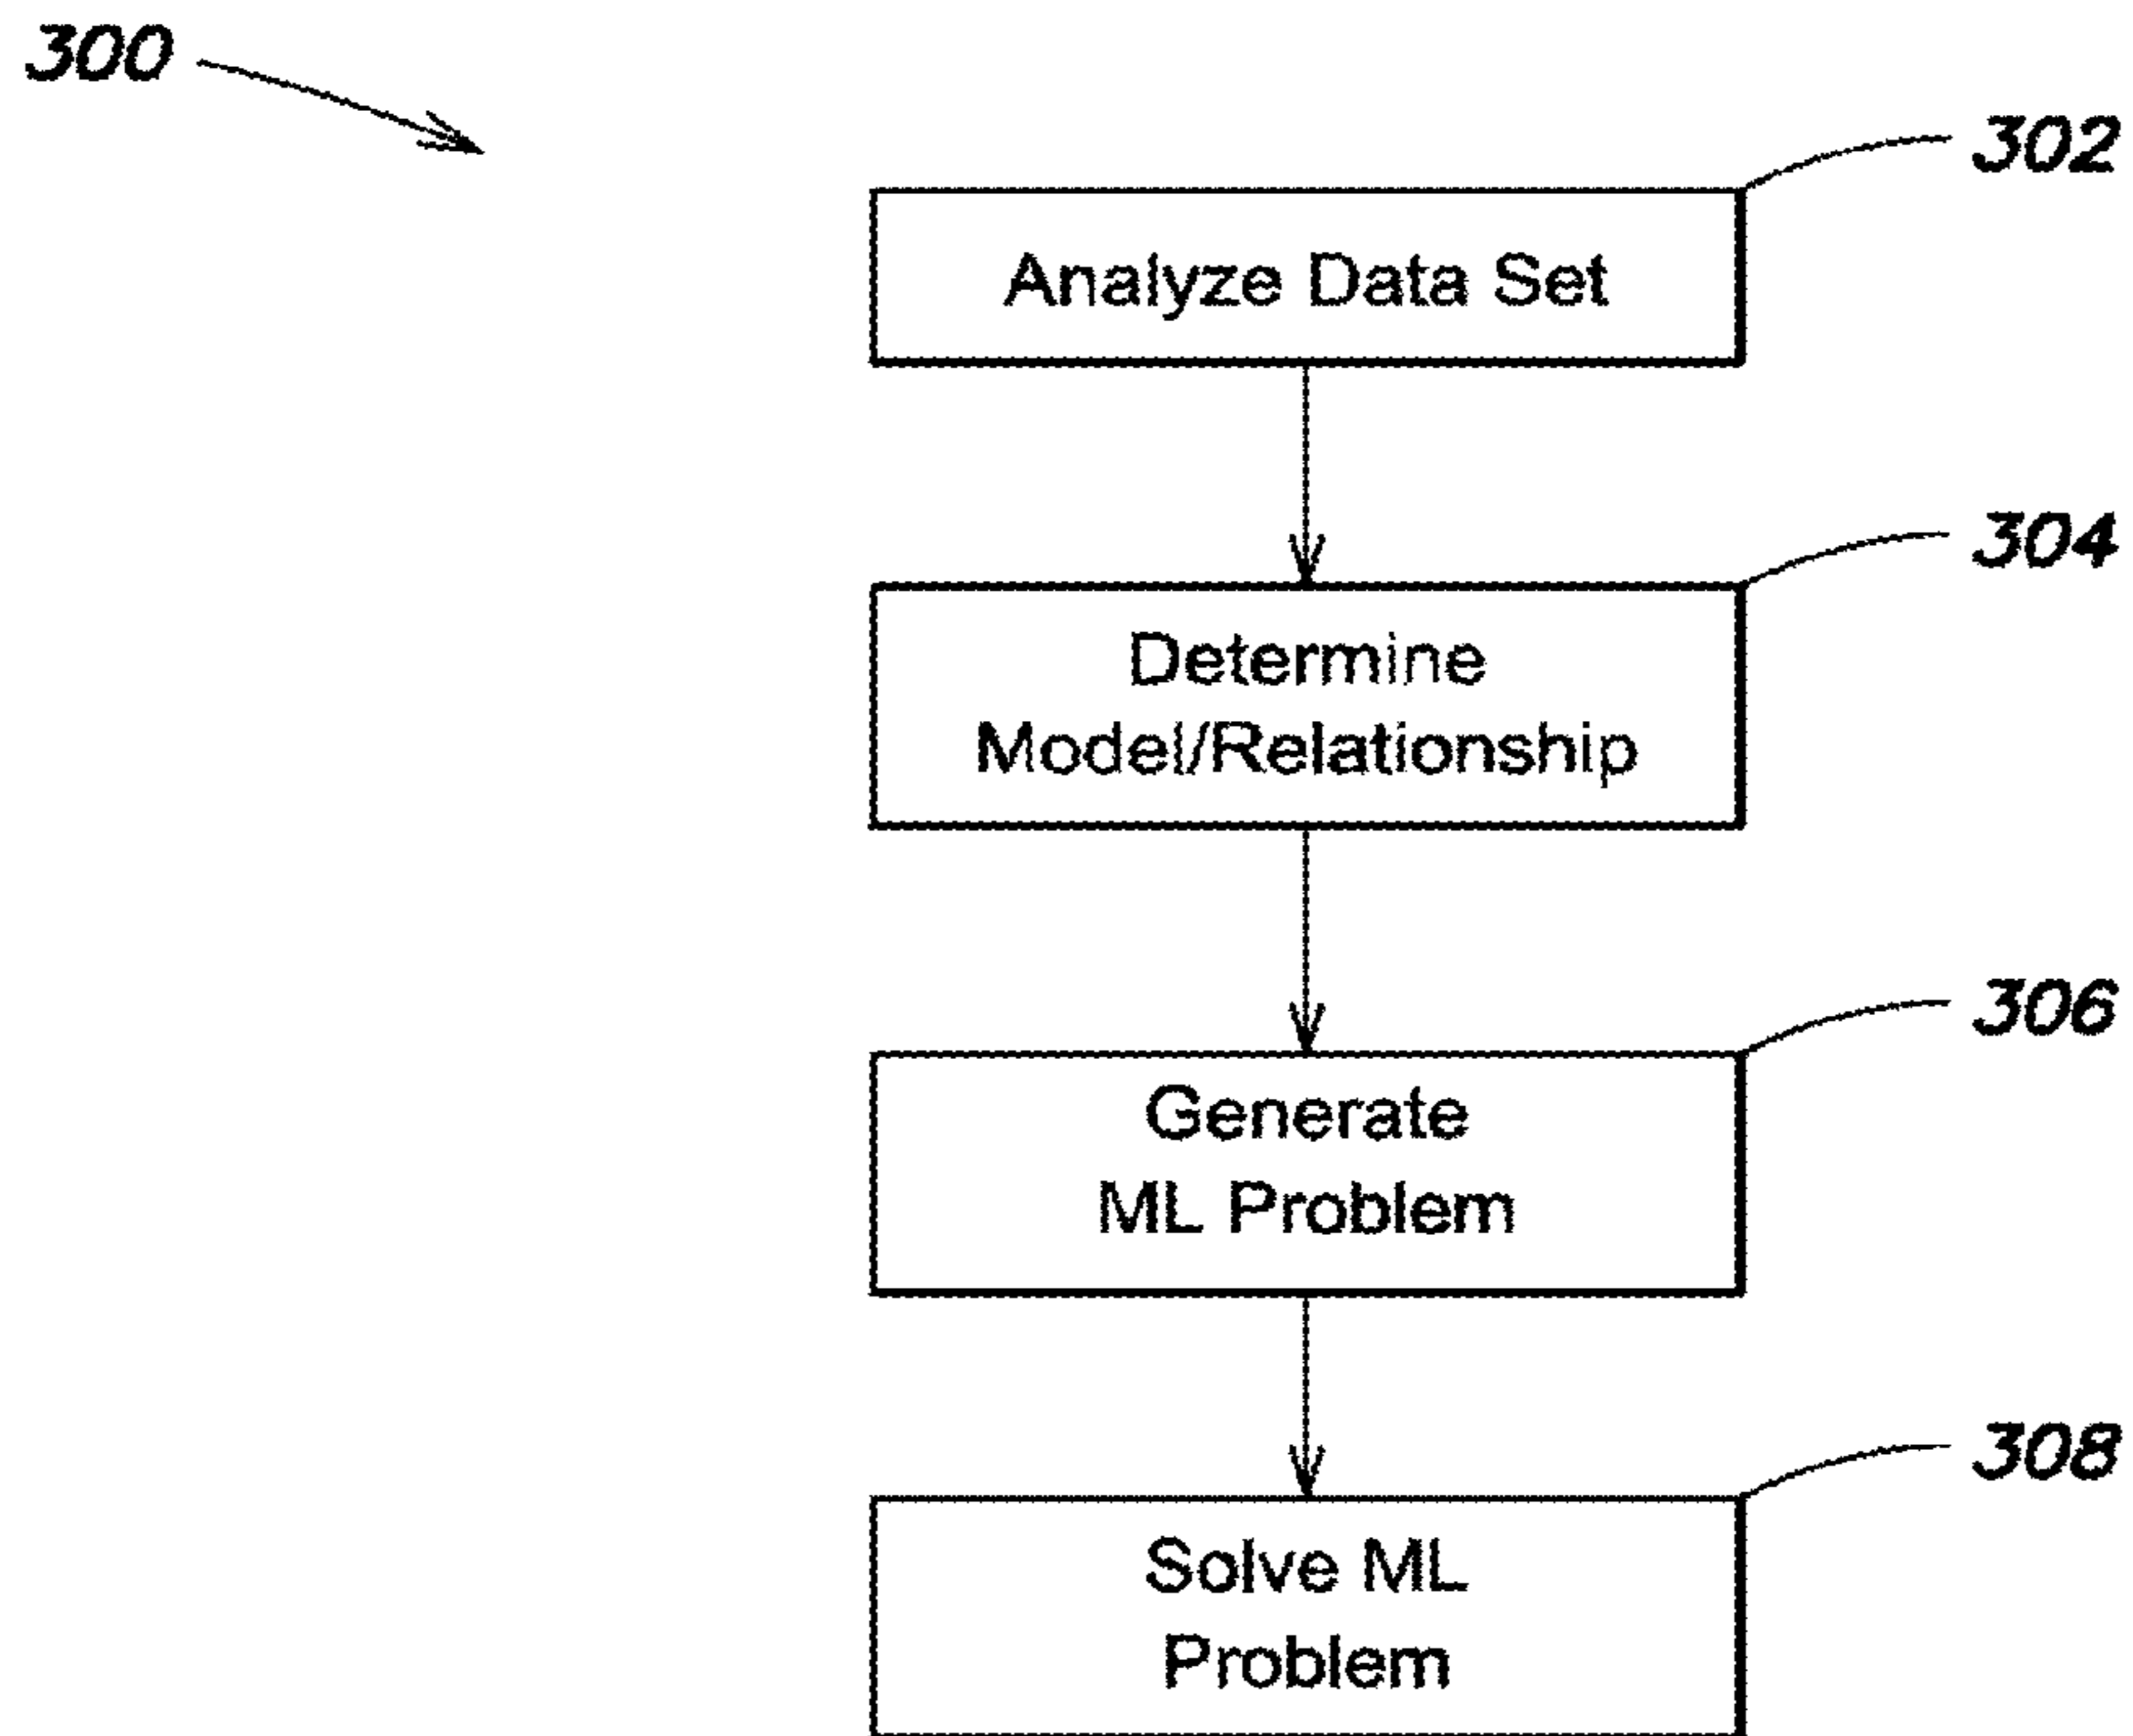 300
302
Analyze Data Set
304
Determine
Model/Relationship
306
Generate
ML Problem
308
Solve ML
Problem